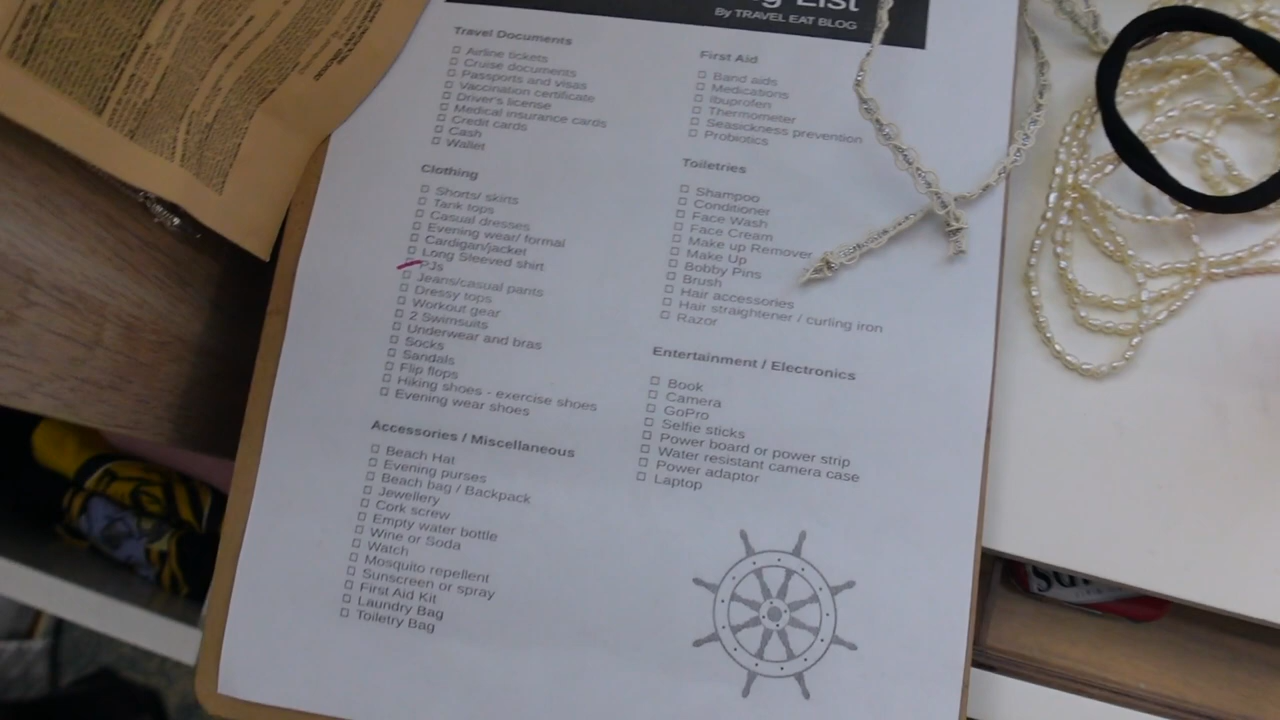 By TRAVEL EAT BLOG
Travel Documents
Airline tickets
Cruise documents
Passports and visas
Vaccination certificate
Driver's license
Medical insurance cards
Credit cards
Cash
Wallet
Clothing
Shorts/ skirts
Tank tops
Casual dresses
Evening wear/ formal
Cardigan/jacket
Long Sleeved shirt
PJs
Jeans/casual pants
Dressy tops
Workout gear
2 Swimsuits
Underwear and bras
Socks
Sandals
Flip flops
Hiking shoes - exercise shoes
Evening wear shoes
Accessories / Miscellaneous
Beach Hat
Evening purses
Beach bag / Backpack
Jewellery
Cork screw
Empty water bottle
Wine or Soda
Watch
Mosquito repellent
Sunscreen or spray
First Aid Kit
Laundry Bag
Toiletry Bag
First Aid
Band aids
Medications
Ibuprofen
Thermometer
Seasickness prevention
Probiotics
Toiletries
Shampoo
Conditioner
Face Wash
Face Cream
Make up Remover
Make Up
Bobby Pins
Brush
Hair accessories
Hair straightener / curling iron
Razor
Entertainment / Electronics
Book
Camera
GoPro
Selfie sticks
Power board or power strip
Water resistant camera case
Power adaptor
Laptop